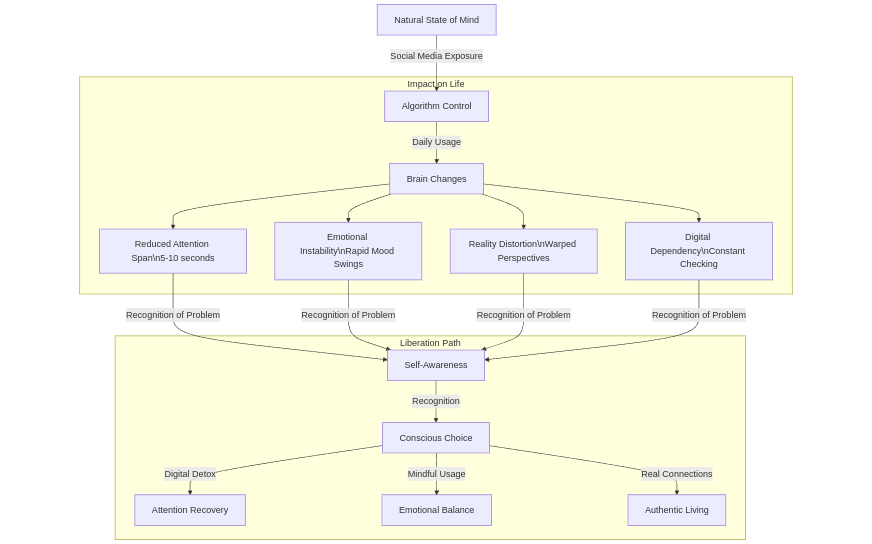 Natural State of Mind
Social Media Exposure
Impact on Life
Algorithm Control
Daily Usage
Brain Changes
Reduced Attention
Span\n5-10 seconds
Emotional
Instability\nRapid Mood
Swings
Reality Distortion\nWarped
Perspectives
Digital
Dependency\nConstant
Checking
Recognition of Problem
Recognition of Problem
Recognition of Problem
Recognition of Problem
Liberation Path
Self-Awareness
Recognition
Conscious Choice
Digital Detox
Mindful Usage
Real Connections
Attention Recovery
Emotional Balance
Authentic Living